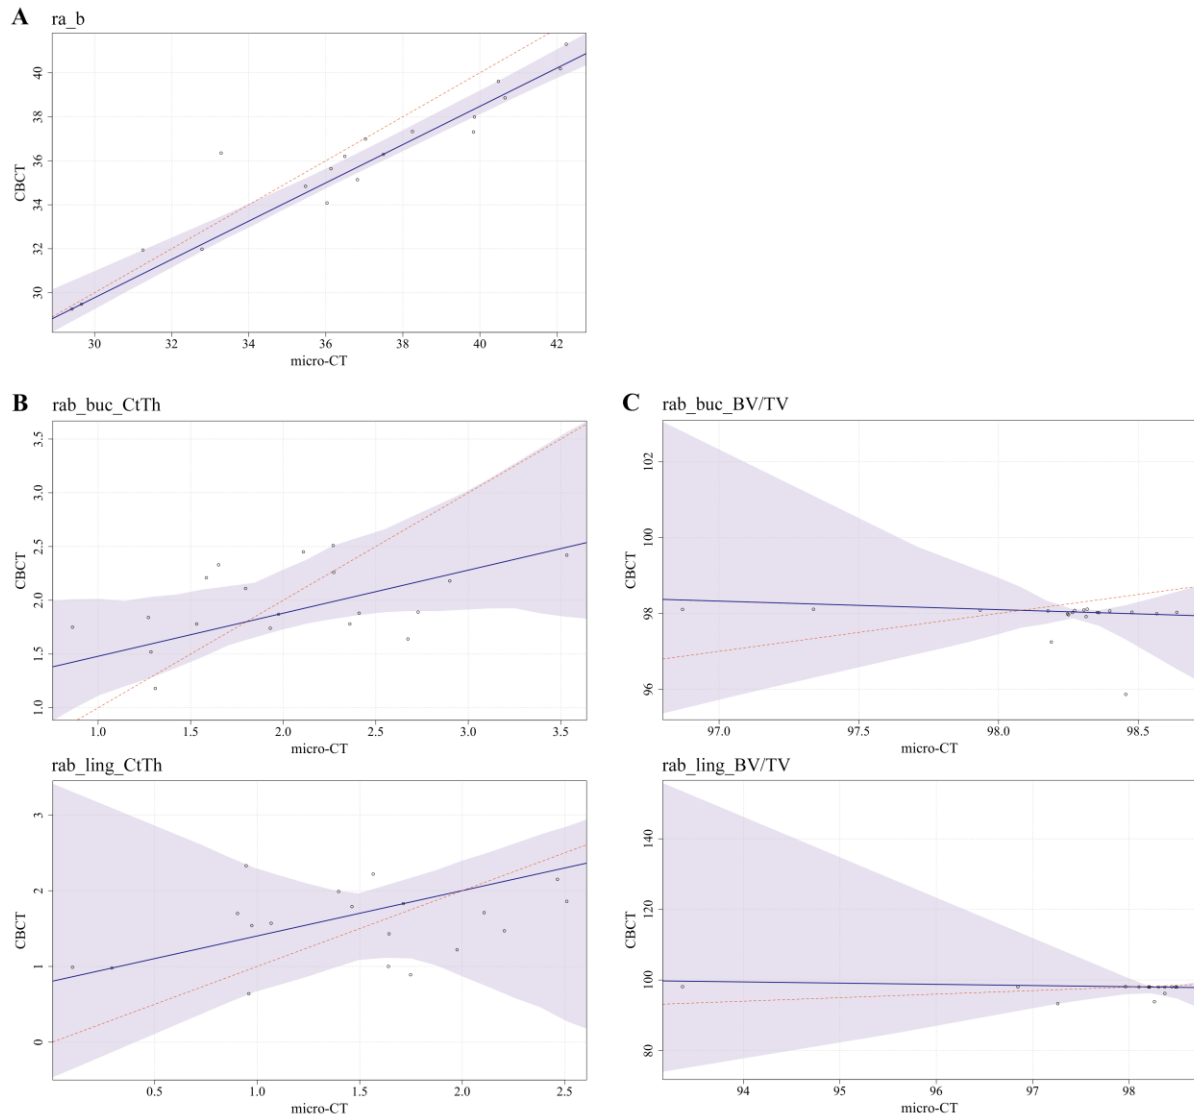 A ra_b
CBCT
40
38
36
34
32
30
30 32 34 36 38 40 42
micro-CT
B rab_buc_CtTh
CBCT
3.5
3.0
2.5
2.0
1.5
1.0
1.0 1.5 2.0 2.5 3.0 3.5
micro-CT
C rab_buc_BV/TV
CBCT
102
100
98
96
97.0 97.5 98.0 98.5
micro-CT
rab_ling_CtTh
CBCT
3
2
1
0
0.5 1.0 1.5 2.0 2.5
micro-CT
rab_ling_BV/TV
CBCT
140
120
100
80
94 95 96 97 98
micro-CT